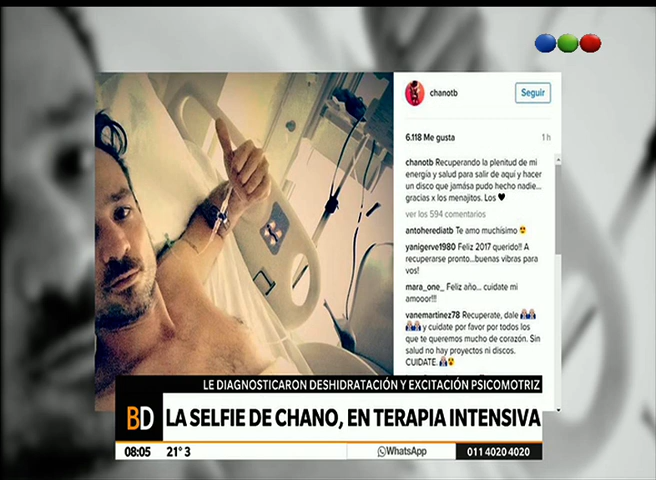 chanotb
Seguir
6.118 Me gusta
1 h
chanotb Recuperando la plenitud de mi
energía y salud para salir de aquí y hacer
un disco que jamása pudo hecho nadie...
gracias x los menajitos. Los 🖤
ver los 594 comentarios
antoherediatb Te amo muchísimo 😍
yanigerve1980 Feliz 2017 querido!! A
recuperarse pronto...buenas vibras para
vos!
mara_one_ Feliz año... cuidate mi
amooor!!!
vanemartinez78 Recuperate, dale 🙌🙌
🙌🙌 y cuidate por favor por todos los
que te queremos mucho de corazón. Sin
salud no hay proyectos ni discos.
CUIDATE. 🙌😍
LE DIAGNOSTICARON DESHIDRATACIÓN Y EXCITACIÓN PSICOMOTRIZ
BD
LA SELFIE DE CHANO, EN TERAPIA INTENSIVA
08:05
21° 3
WhatsApp
011 4020 4020